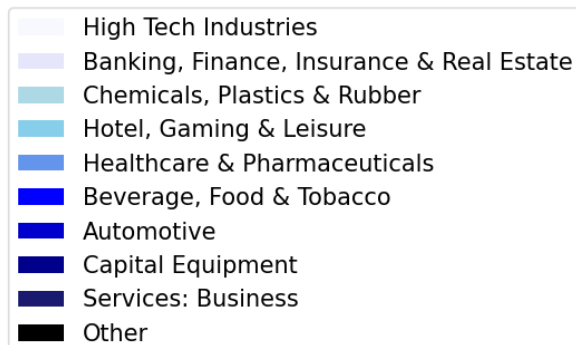 High Tech Industries
Banking, Finance, Insurance & Real Estate
Chemicals, Plastics & Rubber
Hotel, Gaming & Leisure
Healthcare & Pharmaceuticals
Beverage, Food & Tobacco
Automotive
Capital Equipment
Services: Business
Other